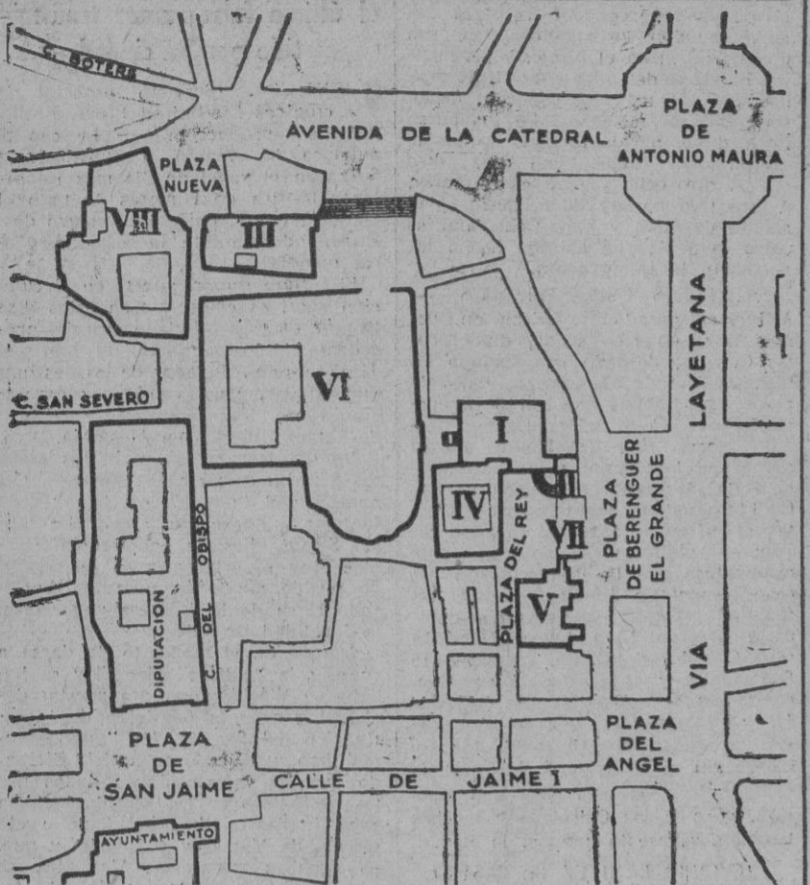 C. BOTERS
AVENIDA DE LA CATEDRAL
PLAZA
DE
ANTONIO MAURA
PLAZA
NUEVA
VIII
III
VI
C. SAN SEVERO
I
II
IV
VII
V
PLAZA DEL REY
PLAZA
DE BERENGUER
EL GRANDE
VIA LAYETANA
DIPUTACION
C. DEL OBISPO
PLAZA
DE
SAN JAIME
CALLE DE JAIME I
PLAZA
DEL
ANGEL
AYUNTAMIENTO